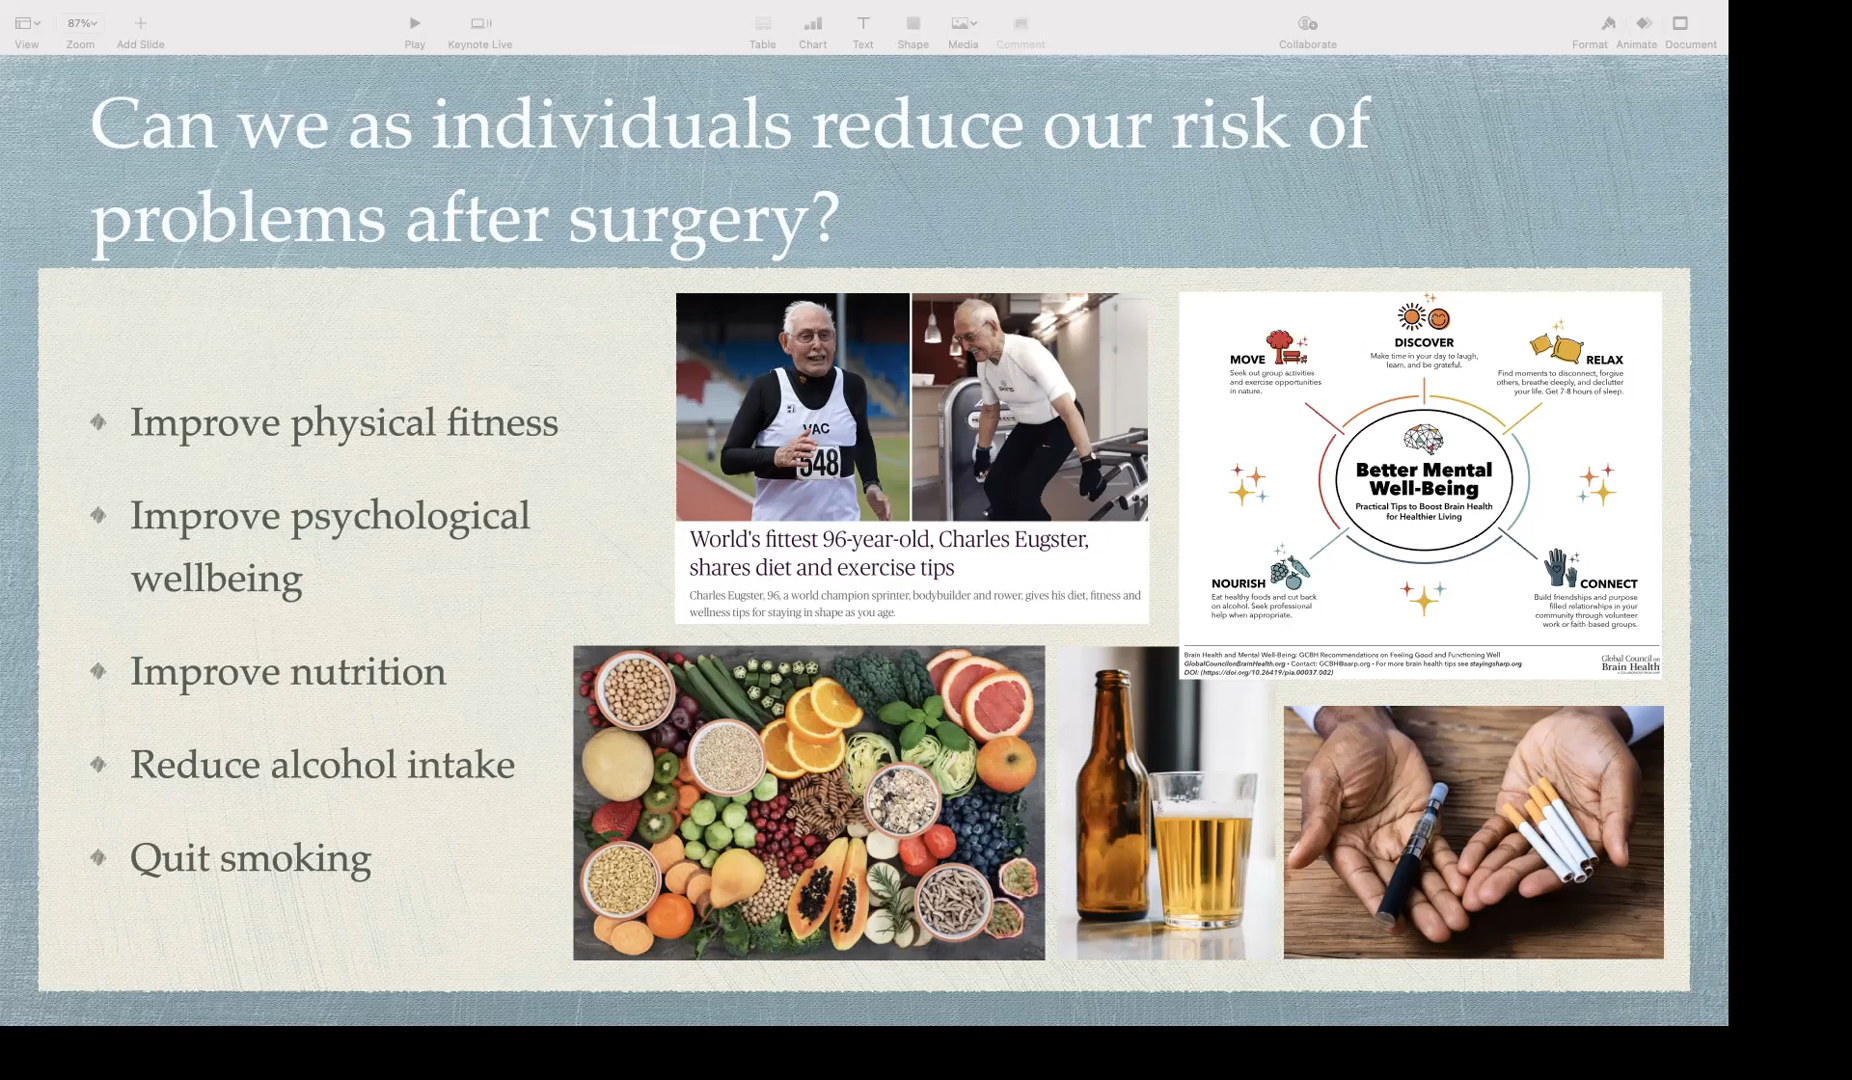 87%
View
Zoom
Add Slide
Play
Keynote Live
Table
Chart
Text
Shape
Media
Comment
Collaborate
Format
Animate
Document
Can we as individuals reduce our risk of
problems after surgery?
Improve physical fitness
Improve psychological
wellbeing
Improve nutrition
Reduce alcohol intake
Quit smoking
VAC
548
World's fittest 96-year-old, Charles Eugster,
shares diet and exercise tips
Charles Eugster, 96, a world champion sprinter, bodybuilder and rower, gives his diet, fitness and
wellness tips for staying in shape as you age.
DISCOVER
Make time in your day to laugh,
learn, and be grateful.
MOVE
Seek out group activities
and exercise opportunities
in nature.
RELAX
Find moments to disconnect, forgive
others, breathe deeply, and declutter
your life. Get 7-8 hours of sleep.
Better Mental
Well-Being
Practical Tips to Boost Brain Health
for Healthier Living
NOURISH
Eat healthy foods and cut back
on alcohol. Seek professional
help when appropriate.
CONNECT
Build friendships and purpose
filled relationships in your
community through volunteer
work or faith-based groups.
Brain Health and Mental Well-Being: GCBH Recommendations on Feeling Good and Functioning Well
GlobalCouncilonBrainHealth.org • Contact: GCBH@aarp.org • For more brain health tips see stayingsharp.org
DOI: (https://doi.org/10.26419/pia.00037.002)
Global Council on
Brain Health